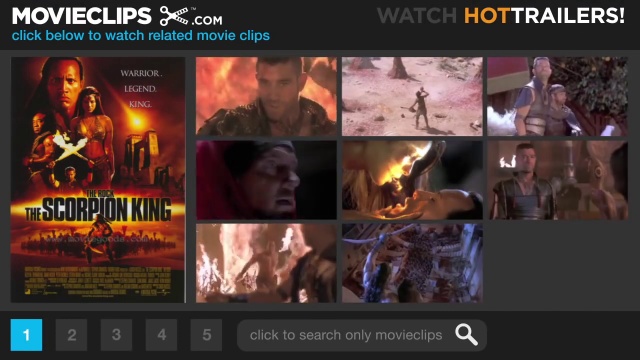 MOVIECLIPS .COM
WATCH HOTTRAILERS!
click below to watch related movie clips
WARRIOR.
LEGEND.
KING.
THE ROCK
THE SCORPION KING
1 2 3 4 5
click to search only movieclips